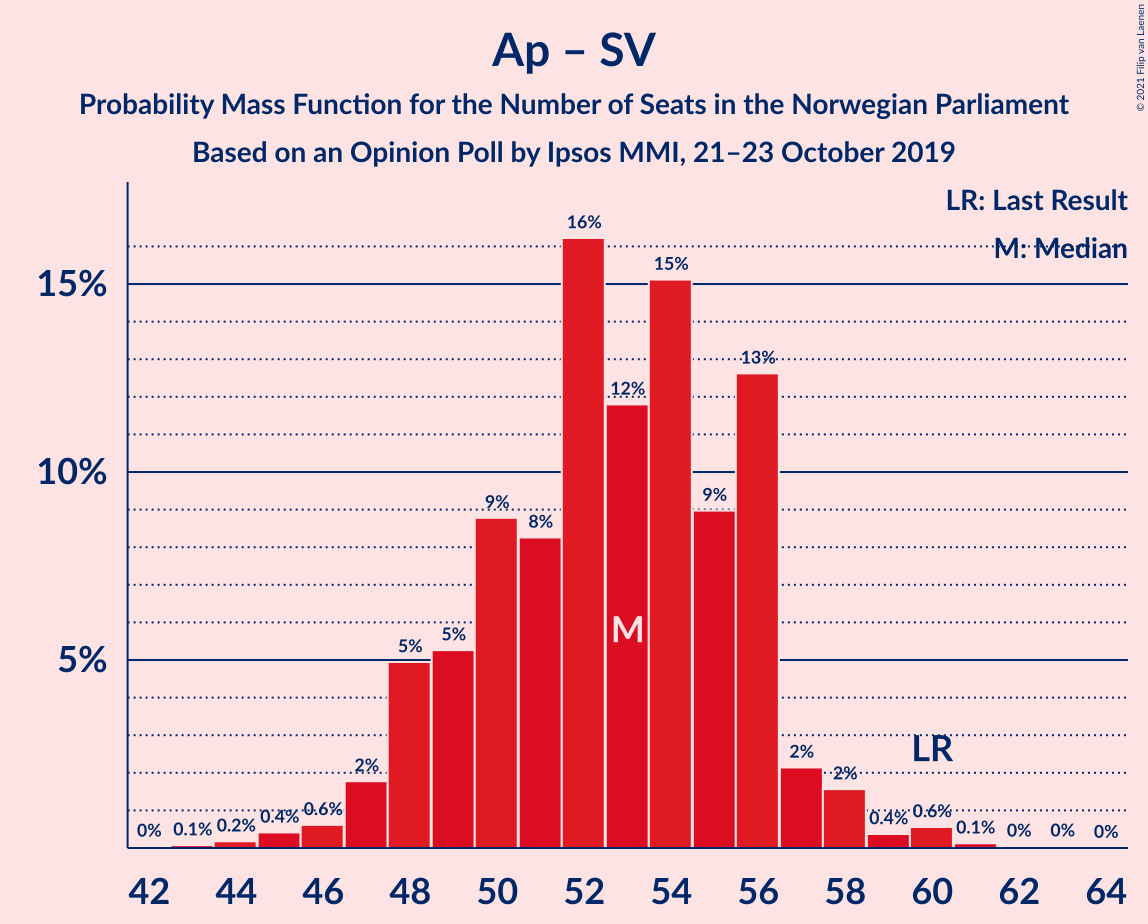 Ap – SV
Probability Mass Function for the Number of Seats in the Norwegian Parliament
Based on an Opinion Poll by Ipsos MMI, 21–23 October 2019
© 2021 Filip van Laenen
LR: Last Result
M: Median
15%
10%
5%
0%
0.1%
0.2%
0.4%
0.6%
2%
5%
5%
9%
8%
16%
12%
15%
9%
13%
2%
2%
0.4%
0.6%
0.1%
0%
0%
0%
M
LR
42 44 46 48 50 52 54 56 58 60 62 64